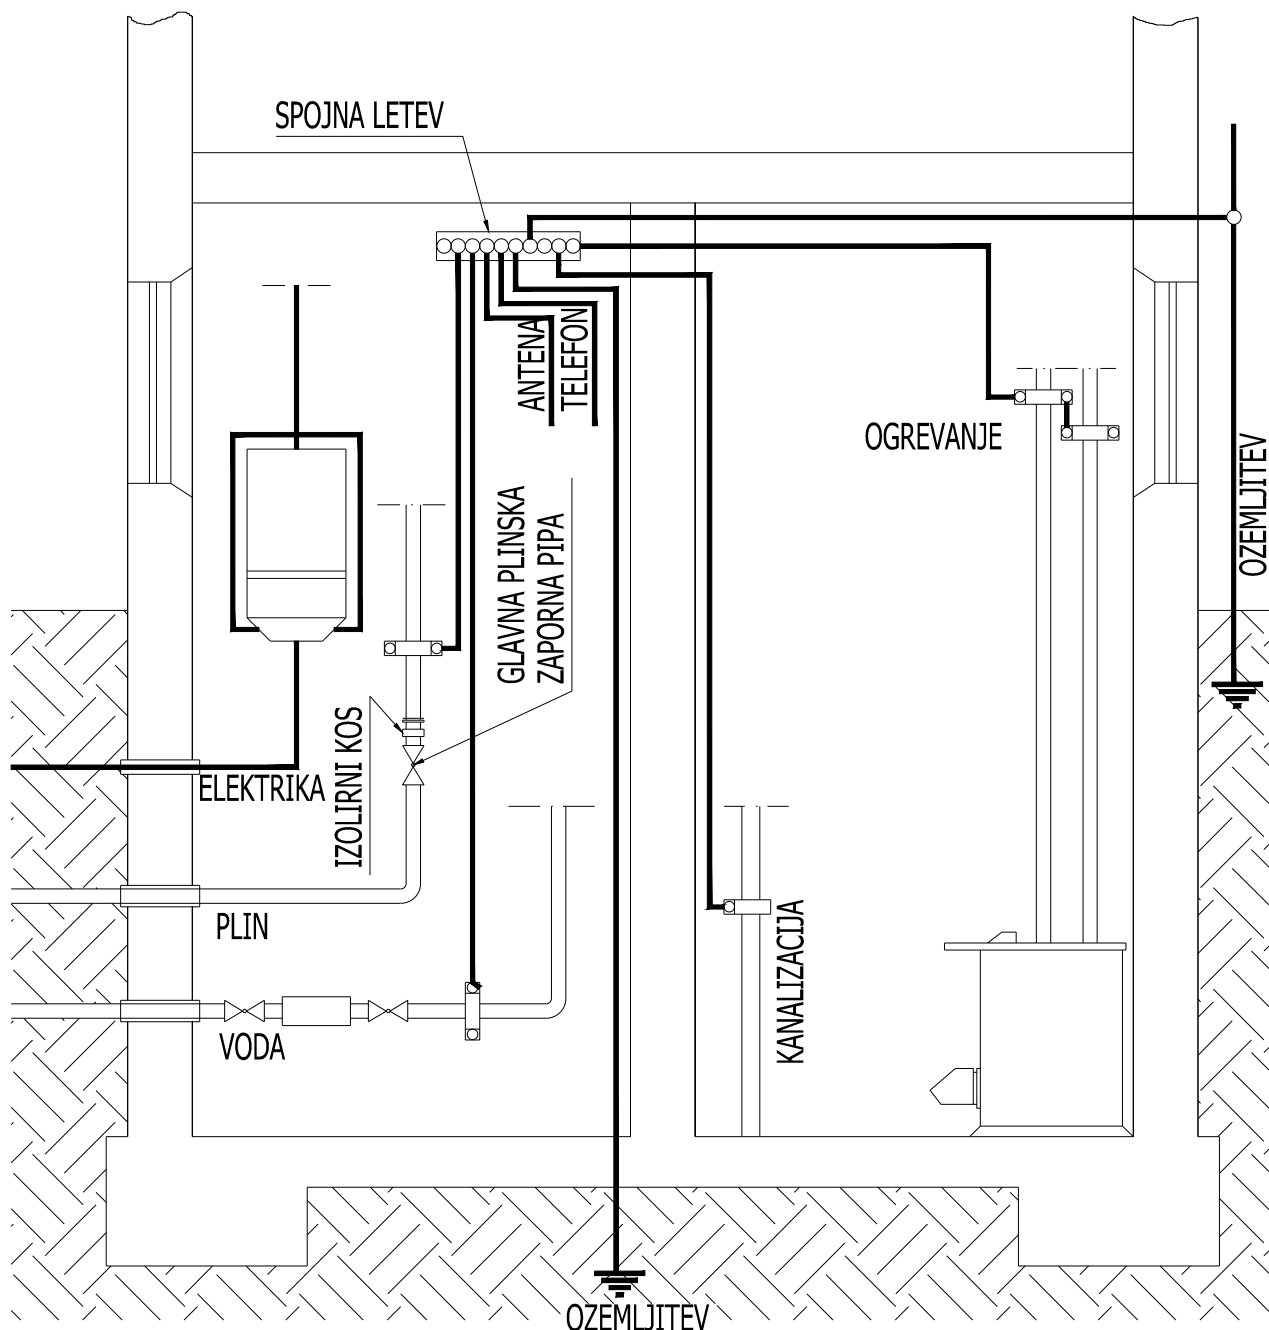 SPOJNA LETEV
ANTENA
TELEFON
OGREVANJE
OZEMLJITEV
GLAVNA PLINSKA
ZAPORNA PIPA
IZOLIRNI KOS
ELEKTRIKA
PLIN
KANALIZACIJA
VODA
OZEMLJITEV